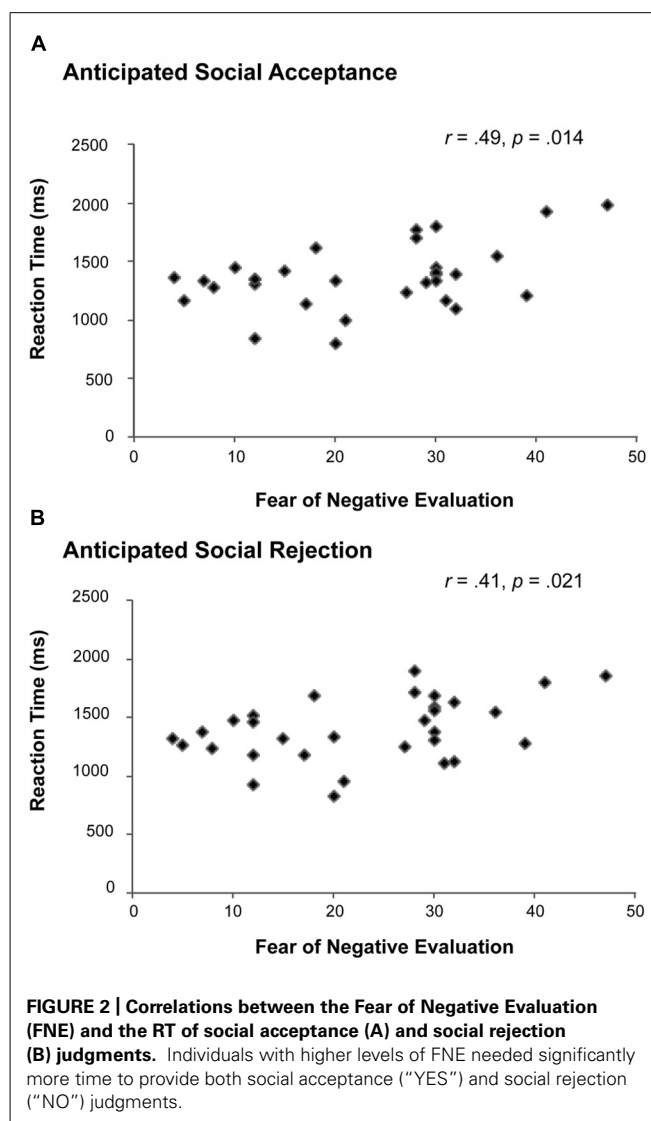 A
Anticipated Social Acceptance
r = .49, p = .014
2500
2000
1500
1000
500
0
Reaction Time (ms)
0 10 20 30 40 50
Fear of Negative Evaluation
B
Anticipated Social Rejection
r = .41, p = .021
2500
2000
1500
1000
500
0
Reaction Time (ms)
0 10 20 30 40 50
Fear of Negative Evaluation
FIGURE 2 | Correlations between the Fear of Negative Evaluation
(FNE) and the RT of social acceptance (A) and social rejection
(B) judgments. Individuals with higher levels of FNE needed significantly
more time to provide both social acceptance (“YES”) and social rejection
(“NO”) judgments.